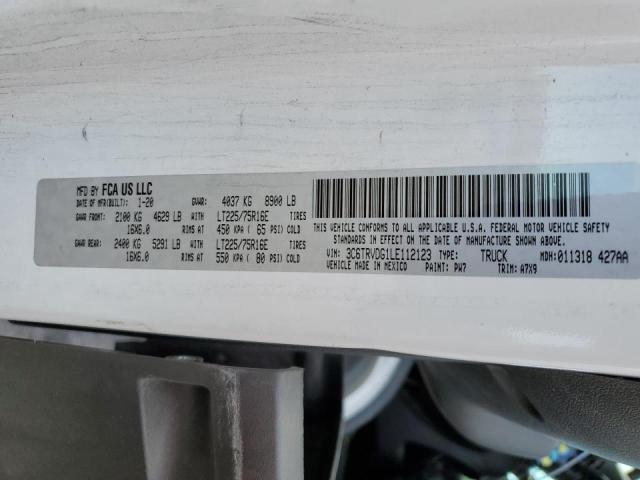 MFD BY FCA US LLC
DATE OF MFR(BUILT): 1-20 GVWR: 4037 KG 8900 LB
GAWR FRONT: 2100 KG 4629 LB WITH LT225/75R16E TIRES
16X6.0 RIMS AT 450 KPA ( 65 PSI) COLD
GAWR REAR: 2400 KG 5291 LB WITH LT225/75R16E TIRES
16X6.0 RIMS AT 550 KPA ( 80 PSI) COLD
THIS VEHICLE CONFORMS TO ALL APPLICABLE U.S.A. FEDERAL MOTOR VEHICLE SAFETY
STANDARDS IN EFFECT ON THE DATE OF MANUFACTURE SHOWN ABOVE.
VIN: 3C6TRVDG1LE112123 TYPE: TRUCK MDH:011318 427AA
VEHICLE MADE IN MEXICO PAINT: PW7 TRIM: A7X9